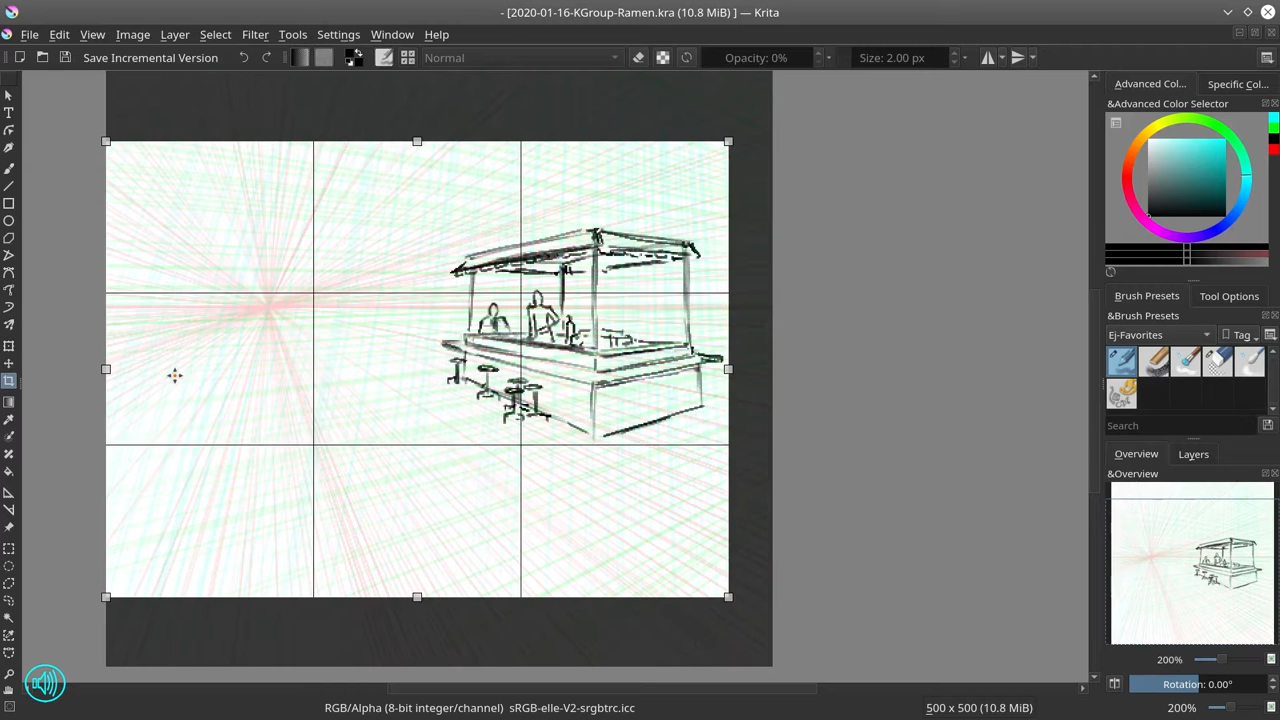 - [2020-01-16-KGroup-Ramen.kra (10.8 MiB) ] — Krita
File Edit View Image Layer Select Filter Tools Settings Window Help
Save Incremental Version Normal Opacity: 0% Size: 2.00 px
Advanced Col... Specific Col...
&Advanced Color Selector
Brush Presets Tool Options
&Brush Presets
Ej-Favorites Tag
Search
Overview Layers
&Overview
200%
Rotation: 0.00°
RGB/Alpha (8-bit integer/channel) sRGB-elle-V2-srgbtrc.icc 500 x 500 (10.8 MiB) 200%